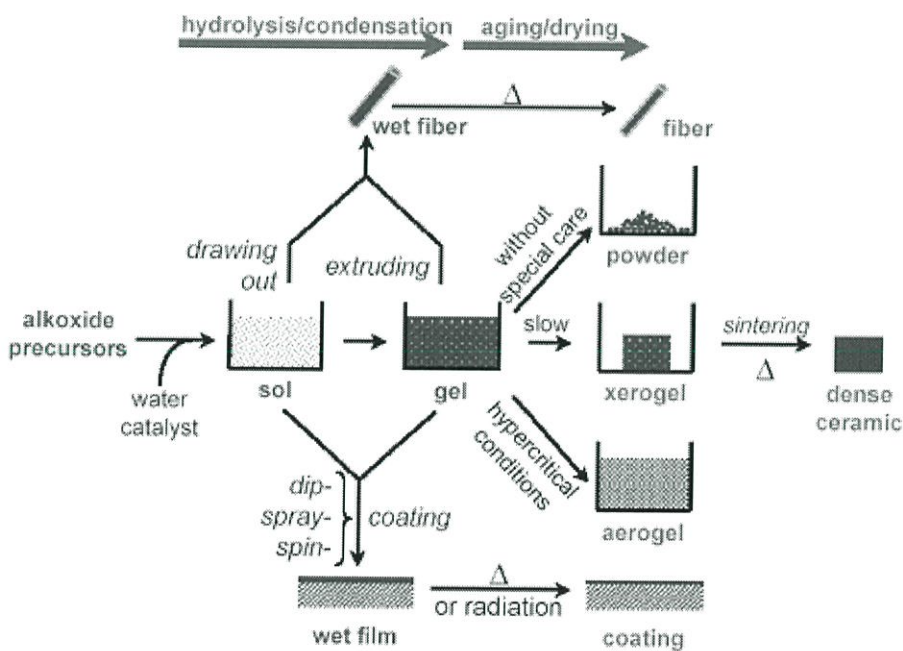 hydrolysis/condensation
aging/drying
Δ
wet fiber
fiber
drawing
out
extruding
without
special care
powder
alkoxide
precursors
water
catalyst
sol
gel
slow
xerogel
sintering
Δ
dense
ceramic
hypercritical
conditions
aerogel
dip-
spray-
spin-
coating
wet film
Δ
or radiation
coating